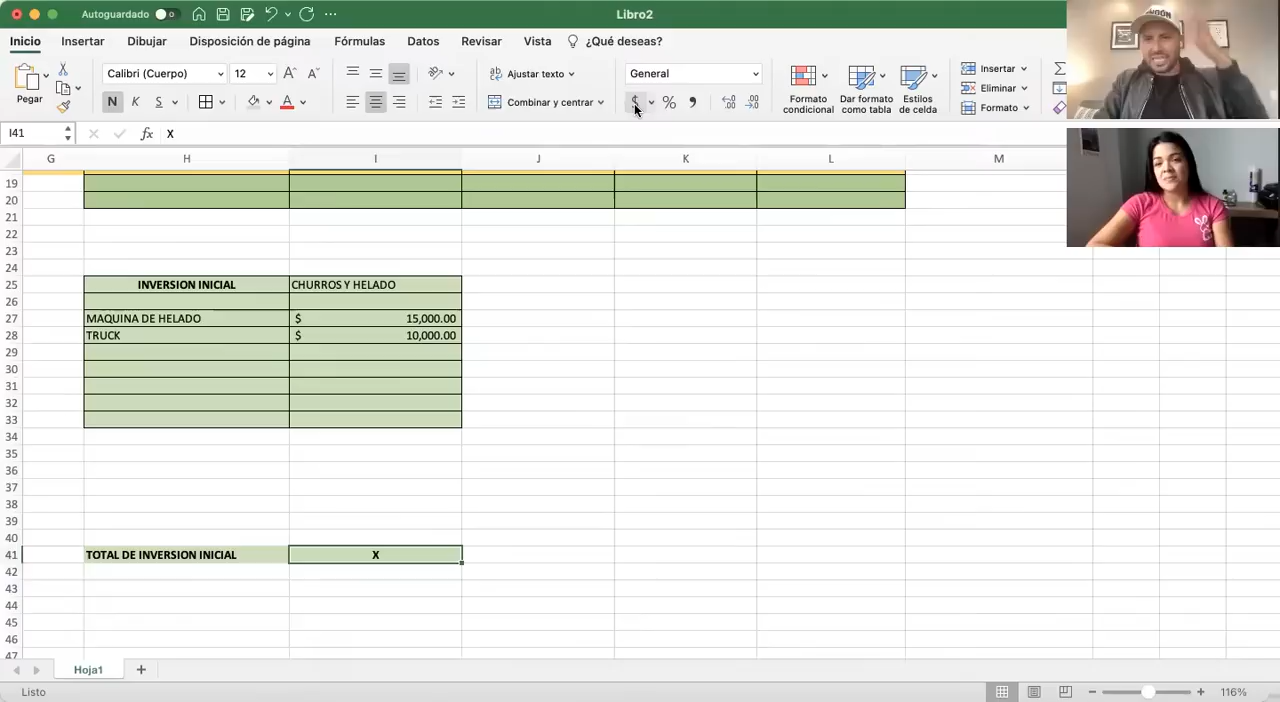 Autoguardado
Libro2
Inicio Insertar Dibujar Disposición de página Fórmulas Datos Revisar Vista ¿Qué deseas?
Pegar
Calibri (Cuerpo) 12
N K S
Ajustar texto
Combinar y centrar
General
$ %
Formato condicional
Dar formato como tabla
Estilos de celda
Insertar
Eliminar
Formato
I41 fx X
G H I J K L M
19
20
21
22
23
24
25 INVERSION INICIAL CHURROS Y HELADO
26
27 MAQUINA DE HELADO $ 15,000.00
28 TRUCK $ 10,000.00
29
30
31
32
33
34
35
36
37
38
39
40
41 TOTAL DE INVERSION INICIAL X
42
43
44
45
46
47
Hoja1 +
Listo 116%